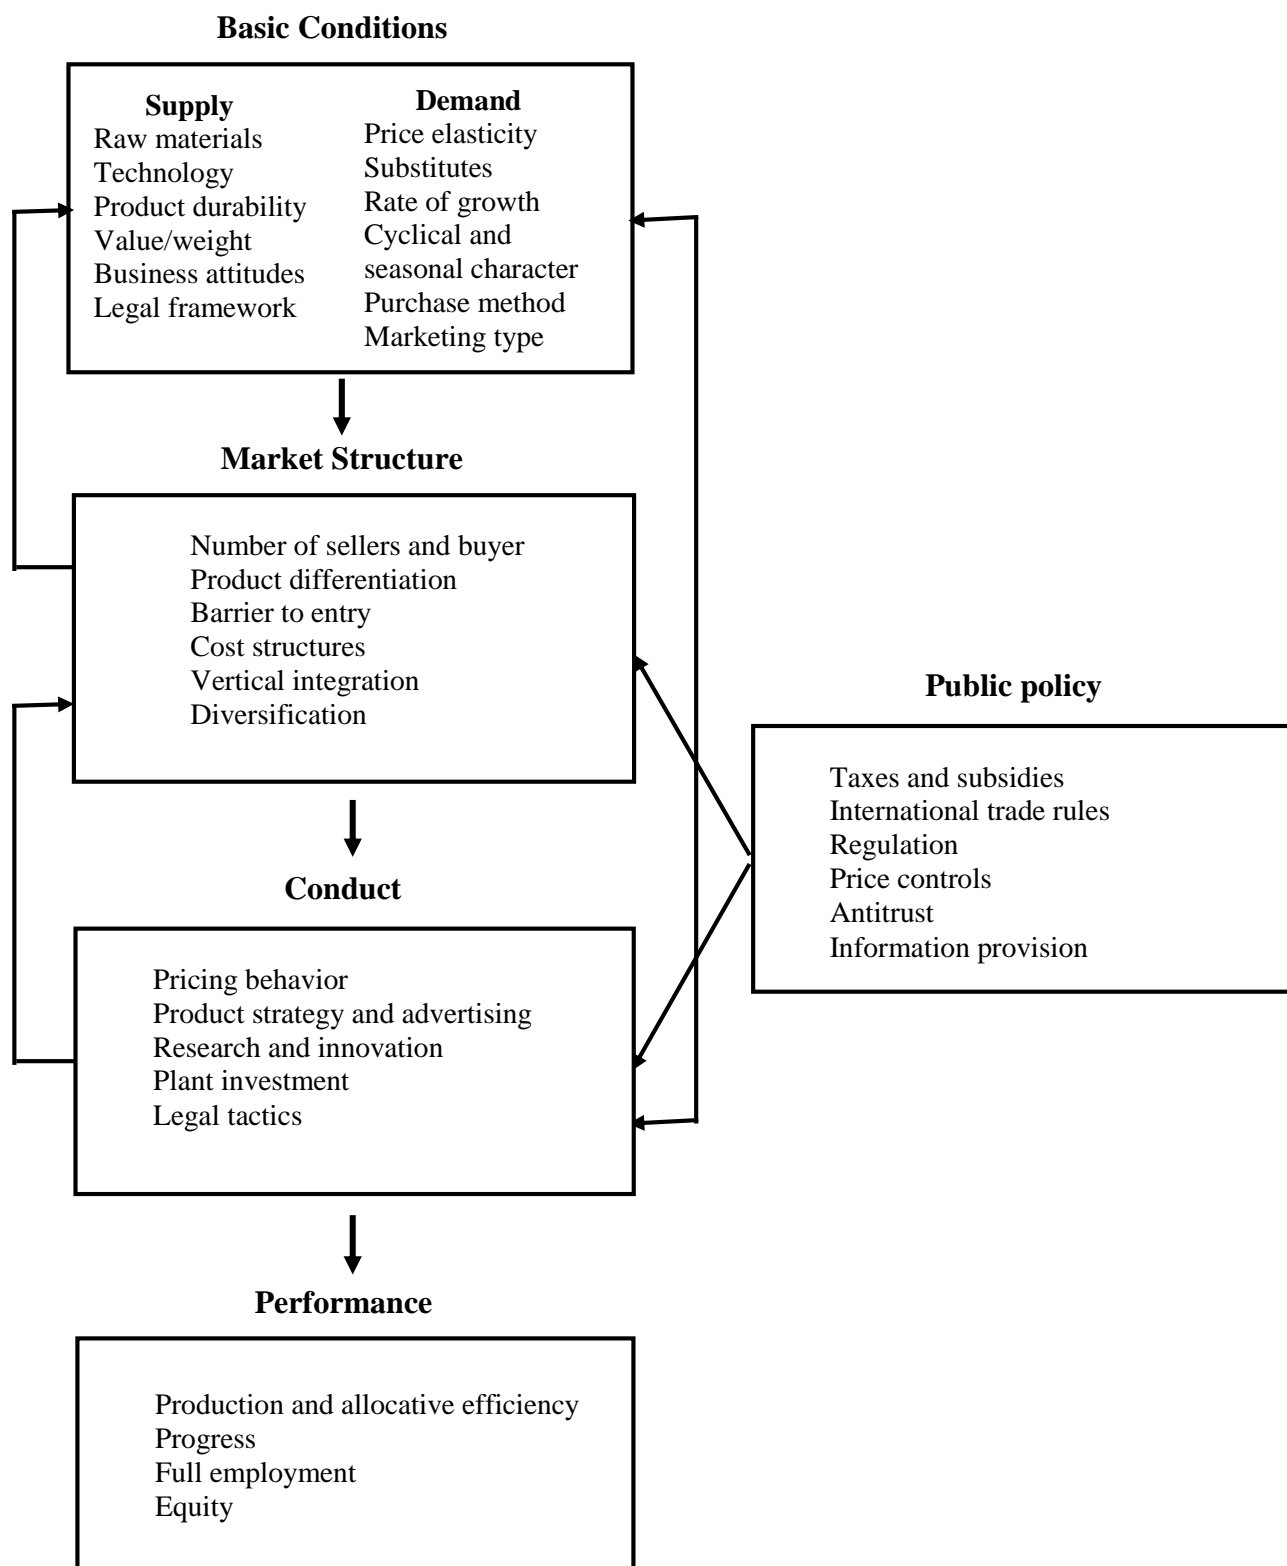 Basic Conditions
Supply
Raw materials
Technology
Product durability
Value/weight
Business attitudes
Legal framework
Demand
Price elasticity
Substitutes
Rate of growth
Cyclical and
seasonal character
Purchase method
Marketing type
Market Structure
Number of sellers and buyer
Product differentiation
Barrier to entry
Cost structures
Vertical integration
Diversification
Public policy
Taxes and subsidies
International trade rules
Regulation
Price controls
Antitrust
Information provision
Conduct
Pricing behavior
Product strategy and advertising
Research and innovation
Plant investment
Legal tactics
Performance
Production and allocative efficiency
Progress
Full employment
Equity